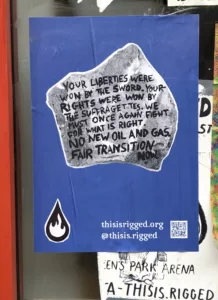 YOUR LIBERTIES WERE
WON BY THE SWORD. YOUR
RIGHTS WERE WON BY
THE SUFFRAGETTES. WE
MUST ONCE AGAIN FIGHT
FOR WHAT IS RIGHT
NO NEW OIL AND GAS
FAIR TRANSITION
NOW
thisisrigged.org
@thisis.rigged
EN'S PARK ARENA
A-THISIS.RIGGED